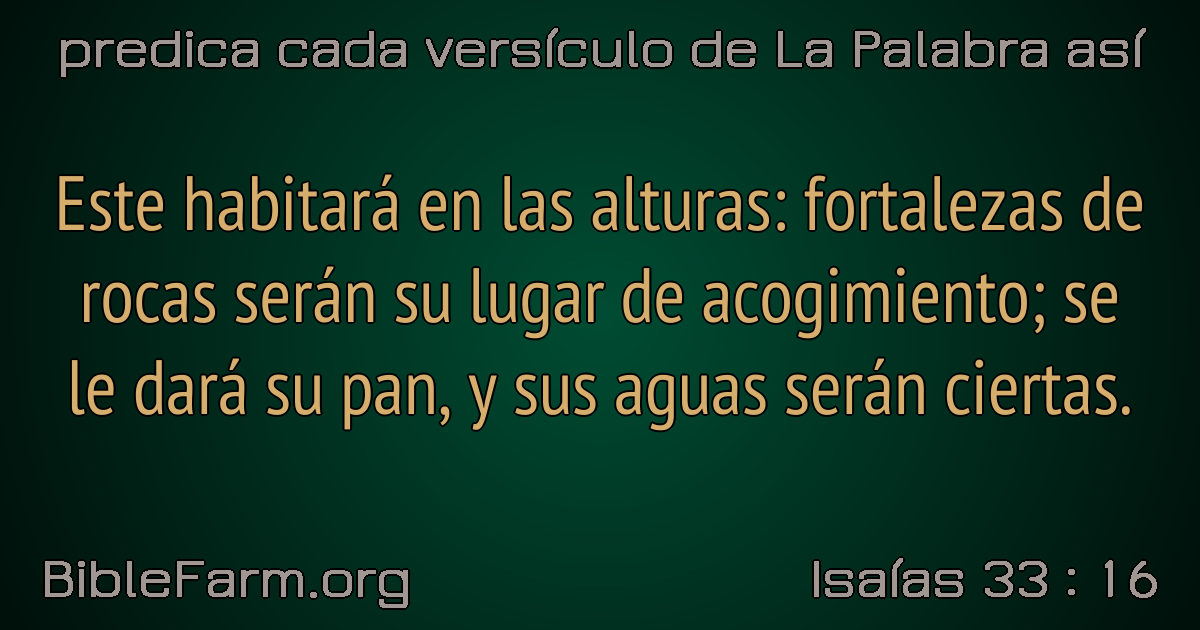 predica cada versículo de La Palabra así
Este habitará en las alturas: fortalezas de
rocas serán su lugar de acogimiento; se
le dará su pan, y sus aguas serán ciertas.
BibleFarm.org
Isaías 33 : 16